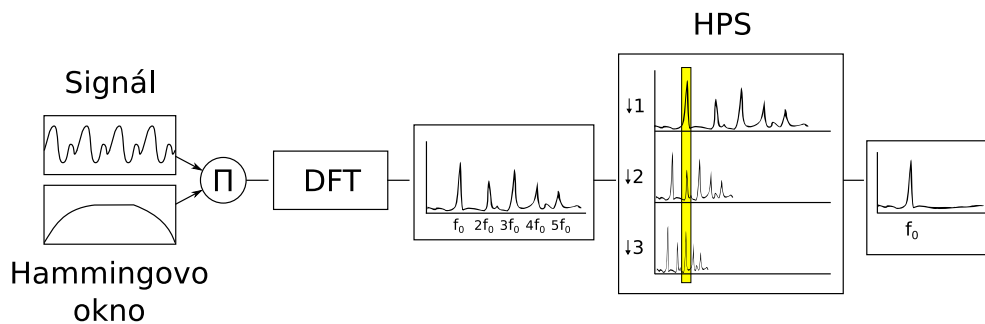 HPS
Signál
Π
DFT
Hammingovo
okno
f₀ 2f₀ 3f₀ 4f₀ 5f₀
↓1
↓2
↓3
f₀